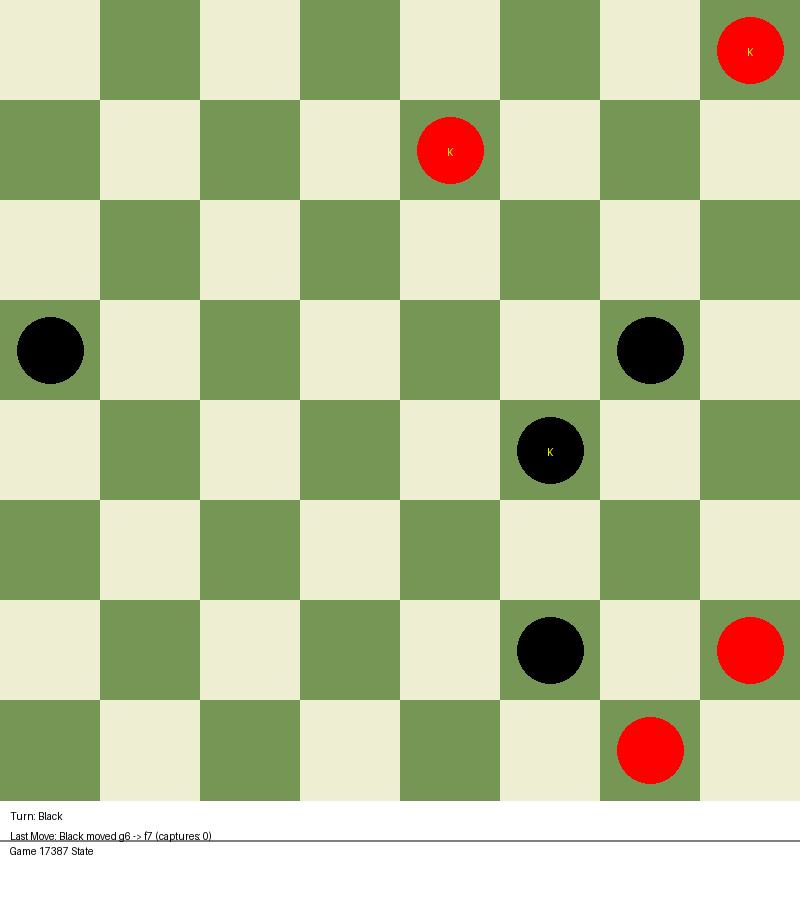 K
K
K
Turn: Black
Last Move: Black moved g6 -> f7 (captures: 0)
Game 17387 State